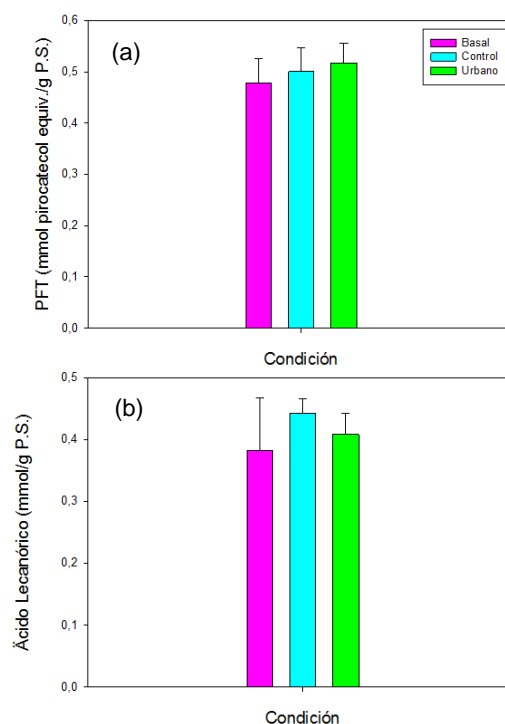 (a)
Basal
Control
Urbano
PFT (mmol pirocatecol equiv./g P.S.)
0,6
0,5
0,4
0,3
0,2
0,1
0,0
Condición
(b)
Äcido Lecanórico (mmol/g P.S.)
0,5
0,4
0,3
0,2
0,1
0,0
Condición